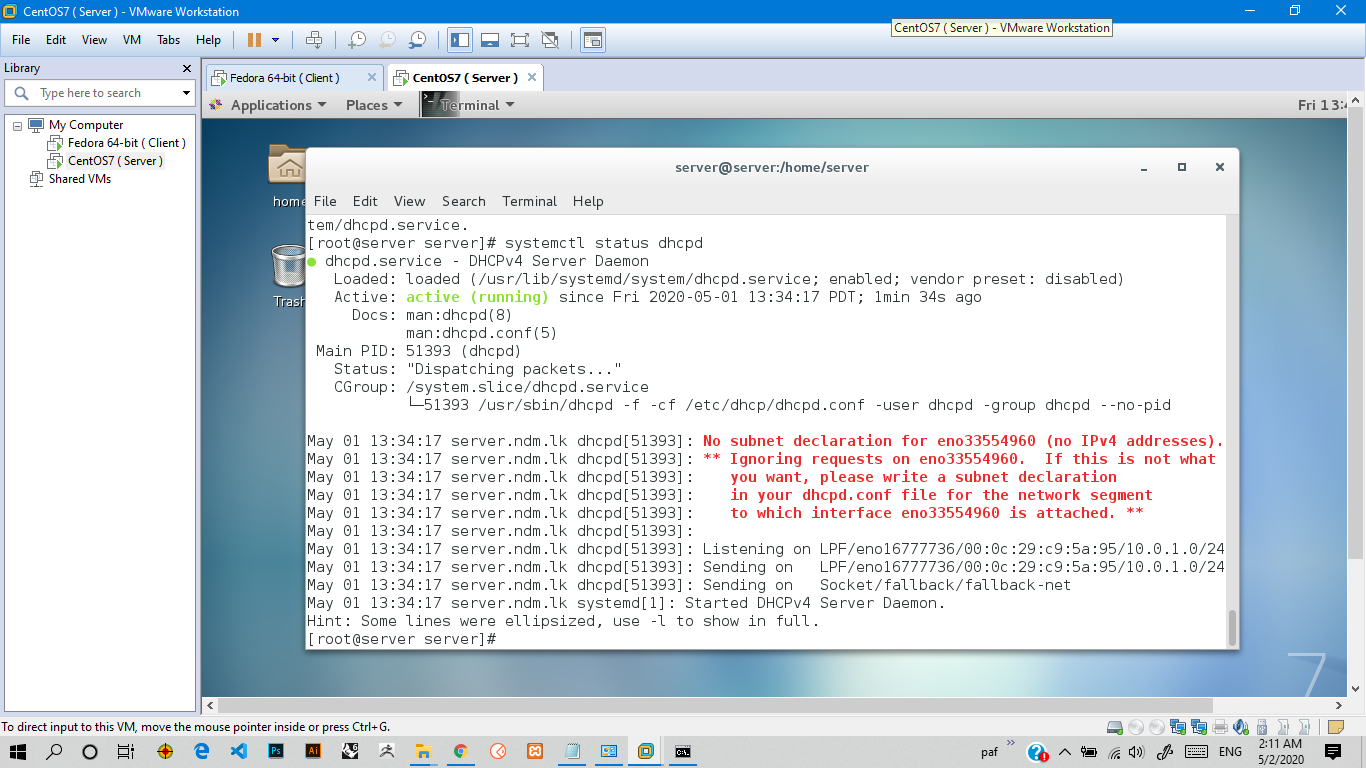 CentOS7 ( Server ) - VMware Workstation
CentOS7 ( Server ) - VMware Workstation
File Edit View VM Tabs Help
Library
Type here to search
My Computer
Fedora 64-bit ( Client )
CentOS7 ( Server )
Shared VMs
Fedora 64-bit ( Client )
CentOS7 ( Server )
Applications Places Terminal Fri 13:
home
Trash
server@server:/home/server
File Edit View Search Terminal Help
tem/dhcpd.service.
[root@server server]# systemctl status dhcpd
● dhcpd.service - DHCPv4 Server Daemon
Loaded: loaded (/usr/lib/systemd/system/dhcpd.service; enabled; vendor preset: disabled)
Active: active (running) since Fri 2020-05-01 13:34:17 PDT; 1min 34s ago
Docs: man:dhcpd(8)
man:dhcpd.conf(5)
Main PID: 51393 (dhcpd)
Status: "Dispatching packets..."
CGroup: /system.slice/dhcpd.service
└─51393 /usr/sbin/dhcpd -f -cf /etc/dhcp/dhcpd.conf -user dhcpd -group dhcpd --no-pid
May 01 13:34:17 server.ndm.lk dhcpd[51393]: No subnet declaration for eno33554960 (no IPv4 addresses).
May 01 13:34:17 server.ndm.lk dhcpd[51393]: ** Ignoring requests on eno33554960.  If this is not what
May 01 13:34:17 server.ndm.lk dhcpd[51393]: you want, please write a subnet declaration
May 01 13:34:17 server.ndm.lk dhcpd[51393]: in your dhcpd.conf file for the network segment
May 01 13:34:17 server.ndm.lk dhcpd[51393]: to which interface eno33554960 is attached. **
May 01 13:34:17 server.ndm.lk dhcpd[51393]:
May 01 13:34:17 server.ndm.lk dhcpd[51393]: Listening on LPF/eno16777736/00:0c:29:c9:5a:95/10.0.1.0/24
May 01 13:34:17 server.ndm.lk dhcpd[51393]: Sending on   LPF/eno16777736/00:0c:29:c9:5a:95/10.0.1.0/24
May 01 13:34:17 server.ndm.lk dhcpd[51393]: Sending on   Socket/fallback/fallback-net
May 01 13:34:17 server.ndm.lk systemd[1]: Started DHCPv4 Server Daemon.
Hint: Some lines were ellipsized, use -l to show in full.
[root@server server]#
7
To direct input to this VM, move the mouse pointer inside or press Ctrl+G.
paf
ENG
2:11 AM
5/2/2020